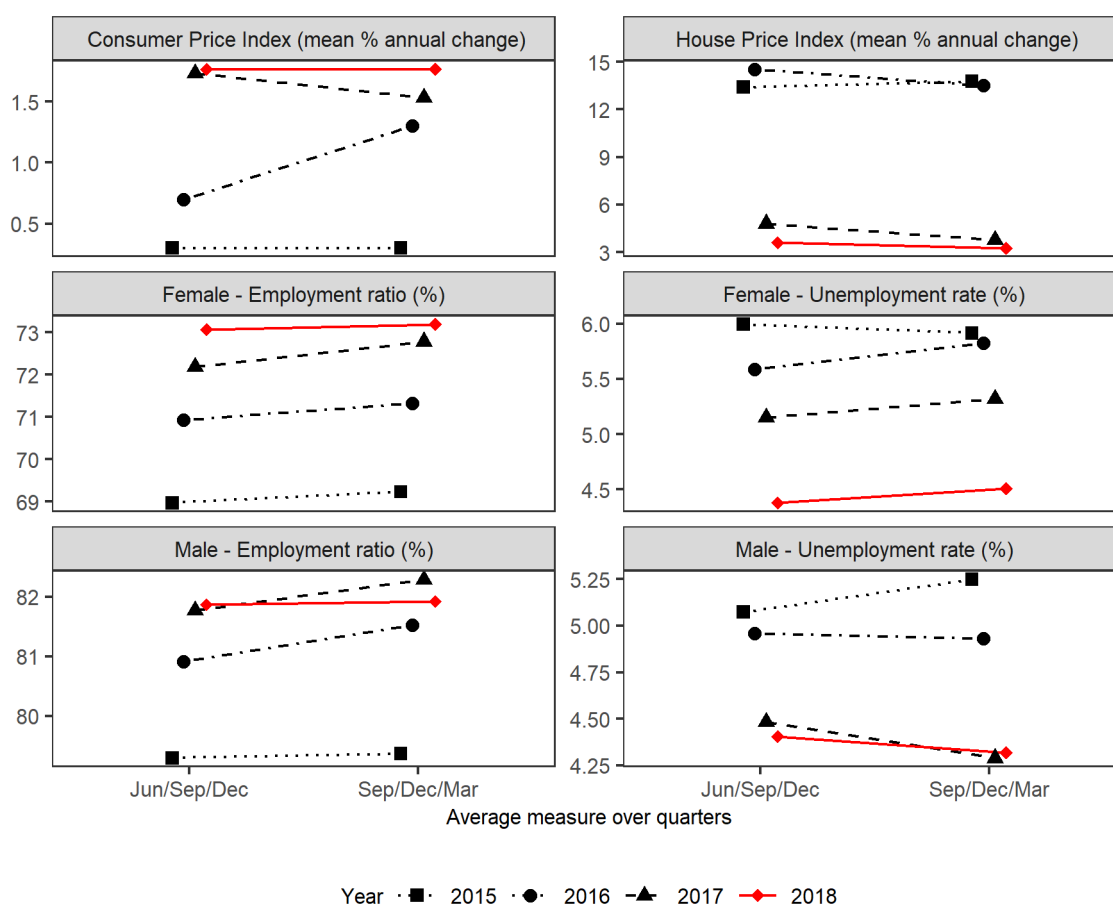 Consumer Price Index (mean % annual change)
House Price Index (mean % annual change)
1.5
1.0
0.5
15
12
9
6
3
Female - Employment ratio (%)
Female - Unemployment rate (%)
73
72
71
70
69
6.0
5.5
5.0
4.5
Male - Employment ratio (%)
Male - Unemployment rate (%)
82
81
80
5.25
5.00
4.75
4.50
4.25
Jun/Sep/Dec Sep/Dec/Mar Jun/Sep/Dec Sep/Dec/Mar
Average measure over quarters
Year 2015 2016 2017 2018